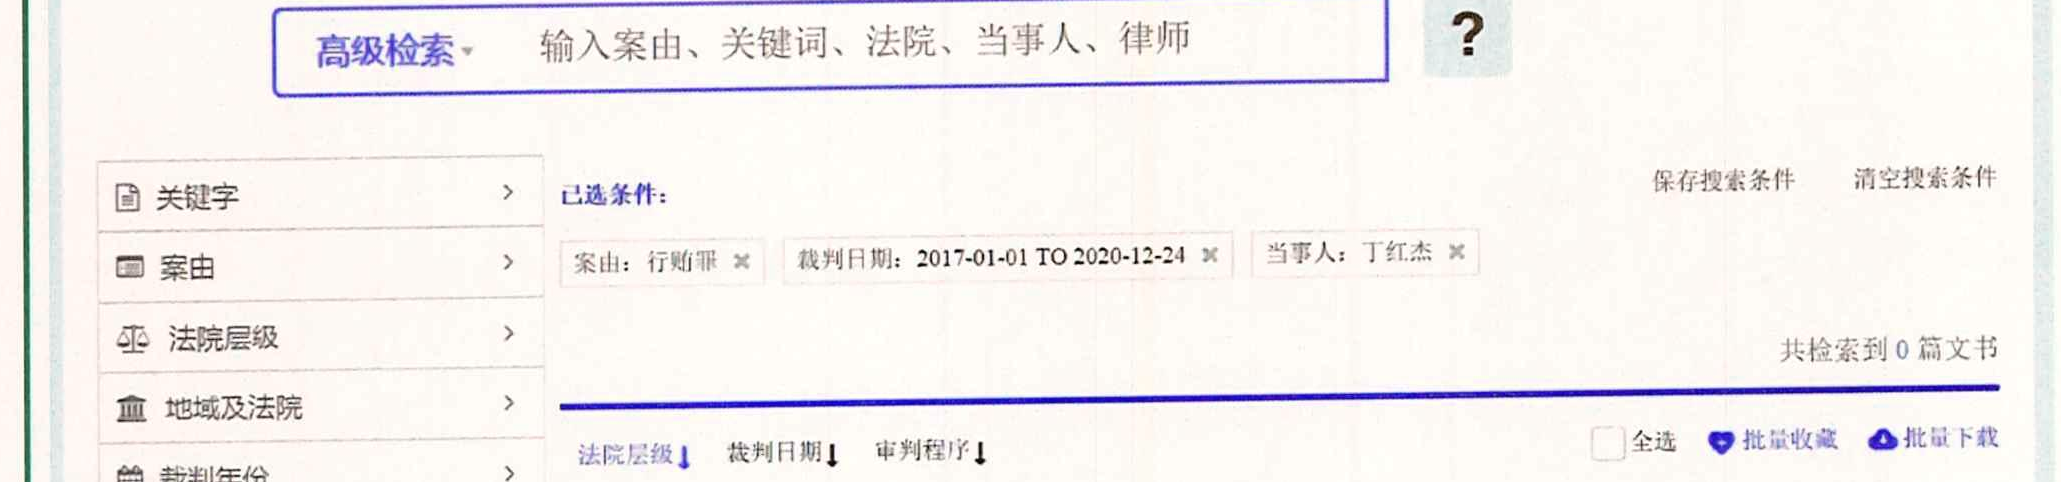 高级检索 输入案由、关键词、法院、当事人、律师 ?
关键字
案由
法院层级
地域及法院
裁判年份
已选条件:
保存搜索条件 清空搜索条件
案由: 行贿罪 × 裁判日期: 2017-01-01 TO 2020-12-24 × 当事人: 丁红杰 ×
共检索到 0 篇文书
法院层级 裁判日期 审判程序
全选 批量收藏 批量下载